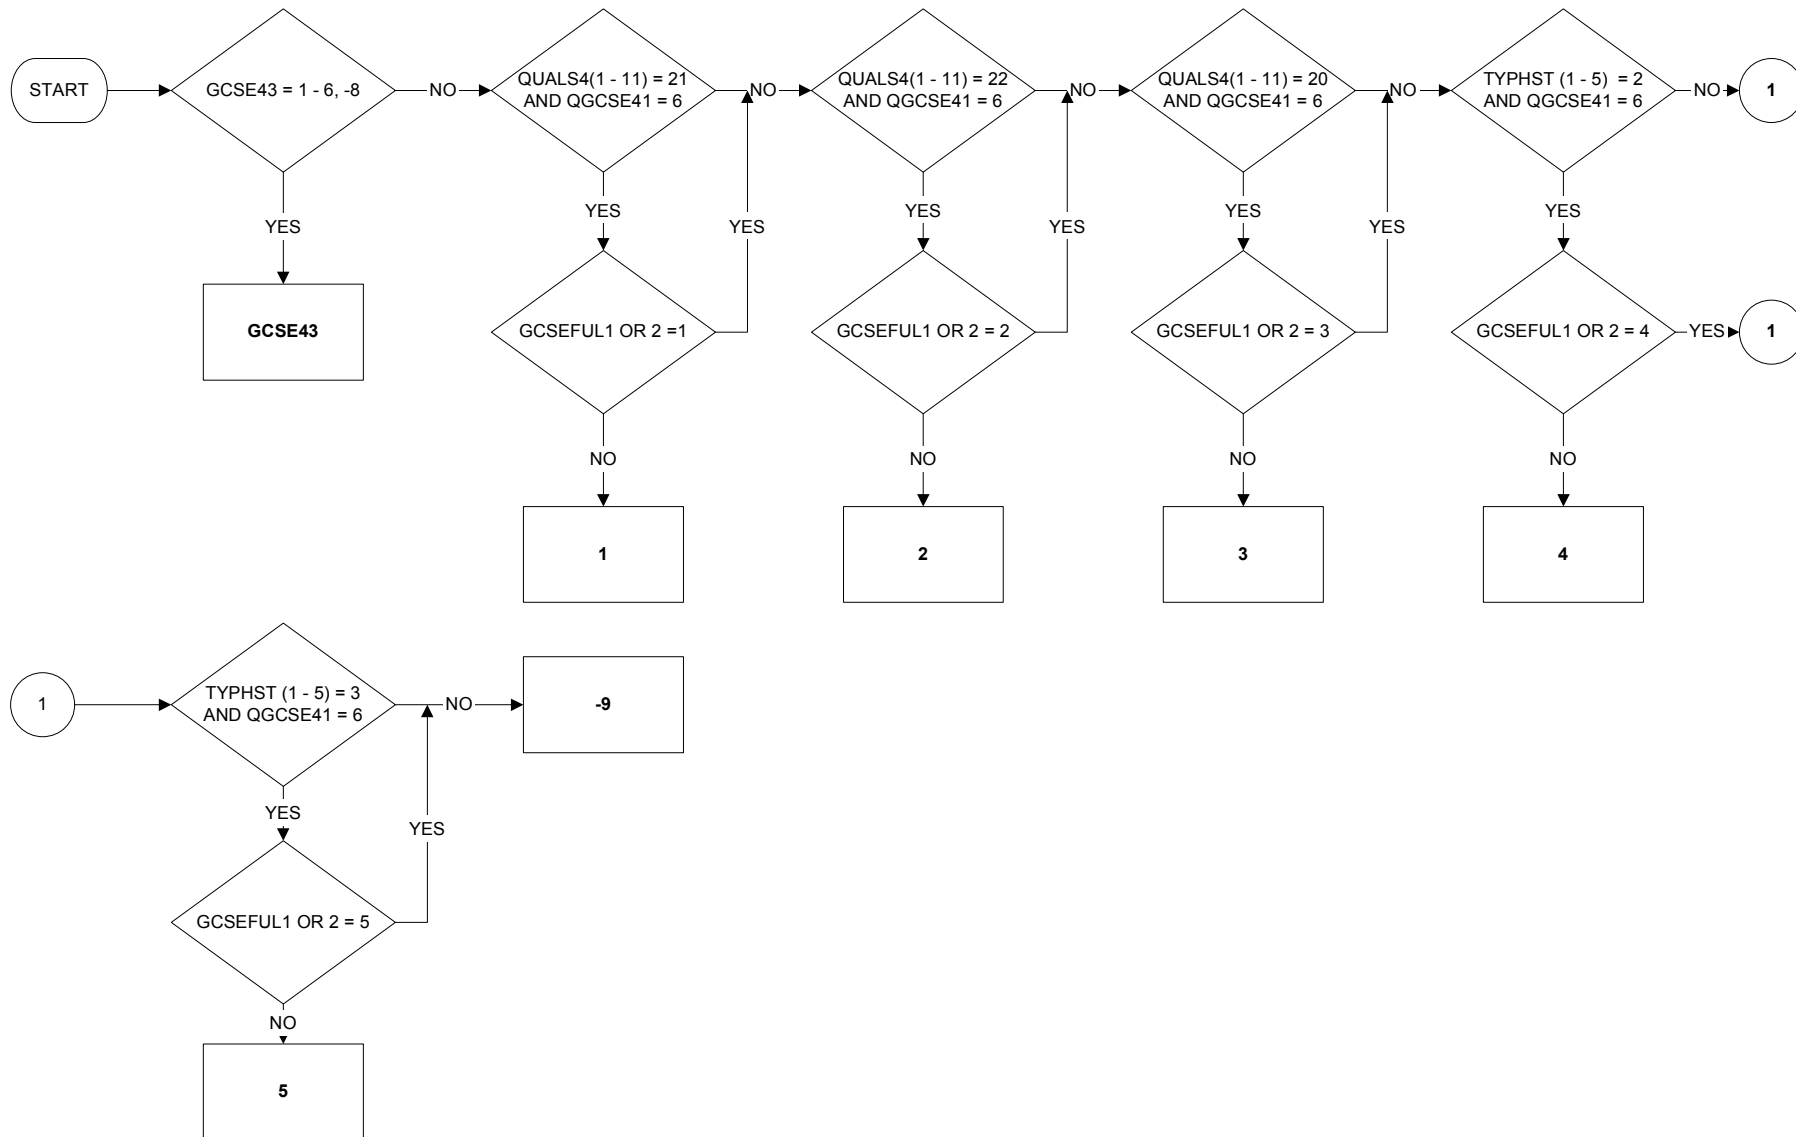 START
GCSE43 = 1 - 6, -8
NO
QUALS4(1 - 11) = 21
AND QGCSE41 = 6
NO
QUALS4(1 - 11) = 22
AND QGCSE41 = 6
NO
QUALS4(1 - 11) = 20
AND QGCSE41 = 6
NO
TYPHST (1 - 5)  = 2
AND QGCSE41 = 6
NO
1
YES
YES
YES
YES
YES
YES
YES
YES
GCSE43
GCSEFUL1 OR 2 =1
GCSEFUL1 OR 2 = 2
GCSEFUL1 OR 2 = 3
GCSEFUL1 OR 2 = 4
YES
1
NO
NO
NO
NO
1
2
3
4
1
TYPHST (1 - 5) = 3
AND QGCSE41 = 6
NO
-9
YES
YES
GCSEFUL1 OR 2 = 5
NO
5